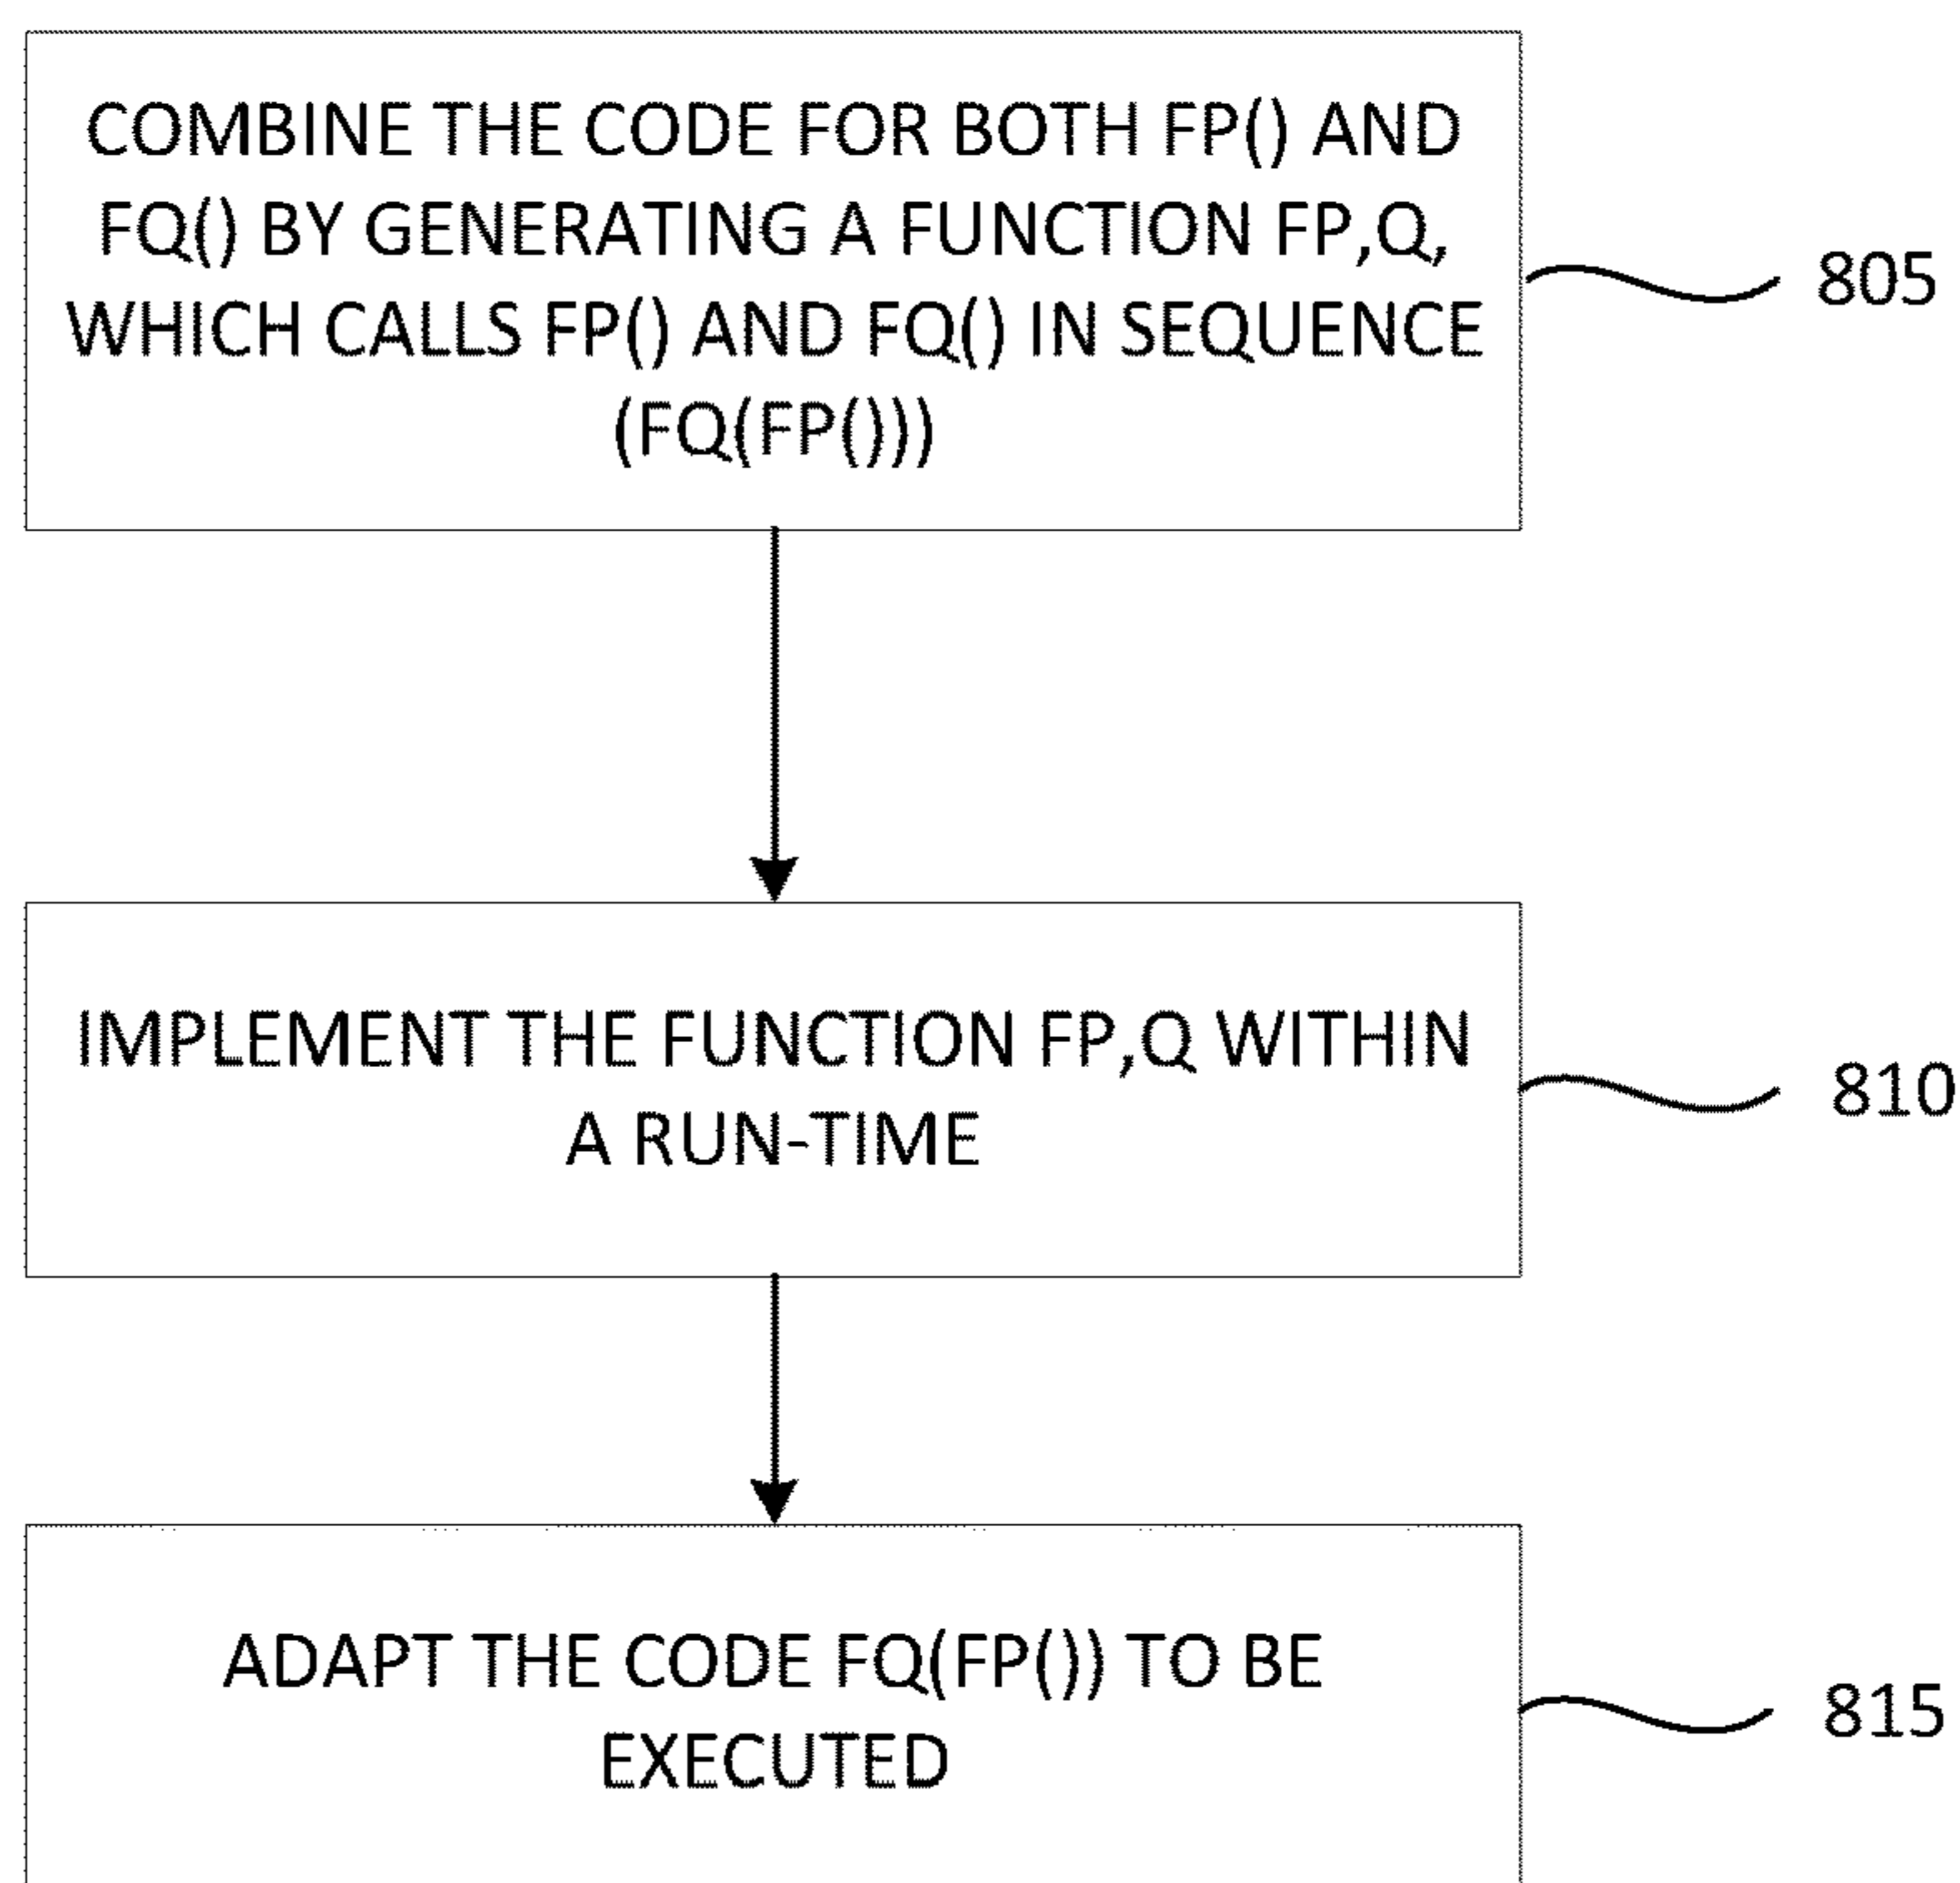 COMBINE THE CODE FOR BOTH FP() AND
FQ() BY GENERATING A FUNCTION FP,Q,
WHICH CALLS FP() AND FQ() IN SEQUENCE
(FQ(FP()))
805
IMPLEMENT THE FUNCTION FP,Q WITHIN
A RUN-TIME
810
ADAPT THE CODE FQ(FP()) TO BE
EXECUTED
815